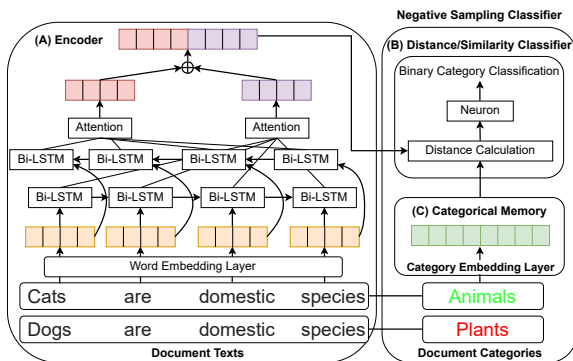 Negative Sampling Classifier
(A) Encoder
(B) Distance/Similarity Classifier
Binary Category Classification
Neuron
Attention Attention
Distance Calculation
Bi-LSTM Bi-LSTM Bi-LSTM Bi-LSTM
Bi-LSTM Bi-LSTM Bi-LSTM Bi-LSTM
(C) Categorical Memory
Word Embedding Layer
Category Embedding Layer
Cats are domestic species Animals
Dogs are domestic species Plants
Document Texts Document Categories